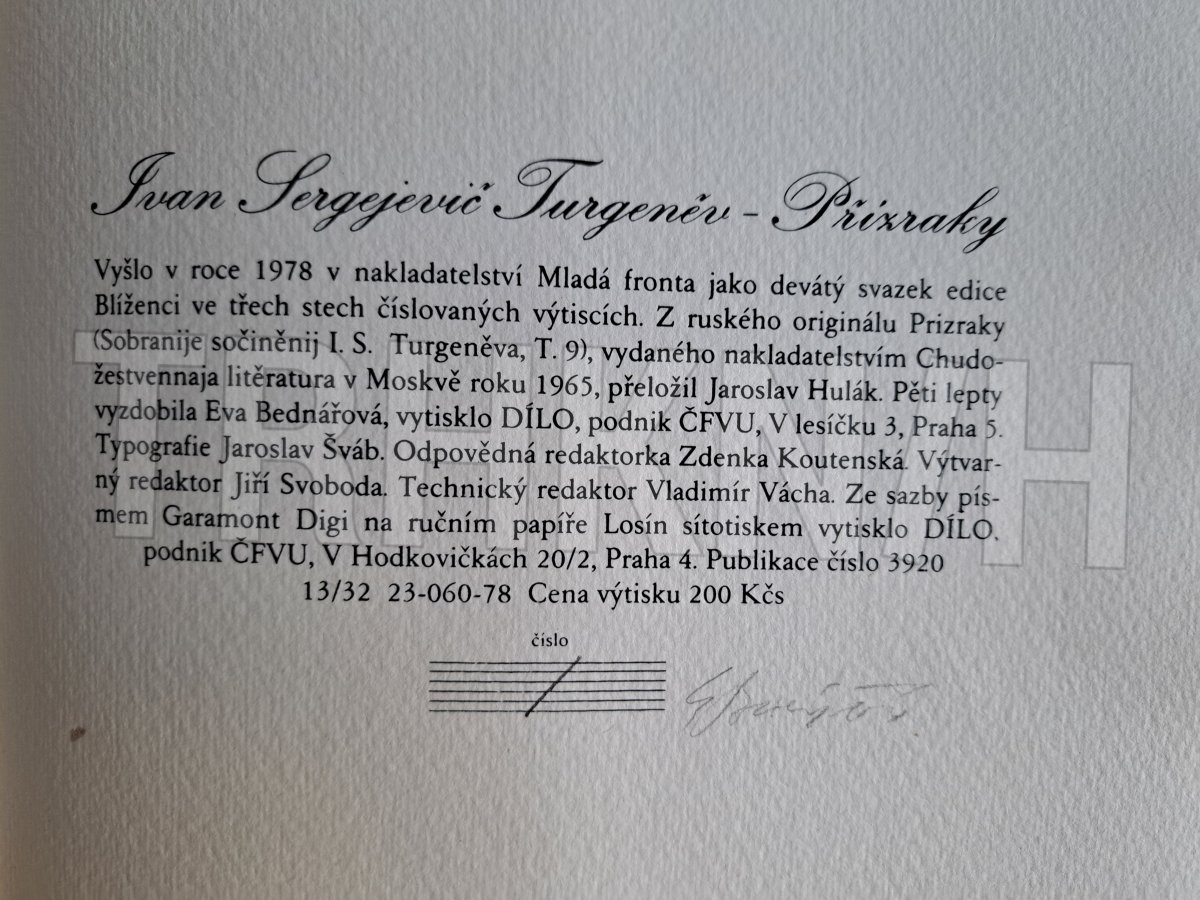 Ivan Sergejevič Turgeněv - Přízraky
Vyšlo v roce 1978 v nakladatelství Mladá fronta jako devátý svazek edice
Blíženci ve třech stech číslovaných výtiscích. Z ruského originálu Prizraky
(Sobranije sočiněnij I. S. Turgeněva, T. 9), vydaného nakladatelstvím Chudo-
žestvennaja litěratura v Moskvě roku 1965, přeložil Jaroslav Hulák. Pěti lepty
vyzdobila Eva Bednářová, vytisklo DÍLO, podnik ČFVU, V lesíčku 3, Praha 5.
Typografie Jaroslav Šváb. Odpovědná redaktorka Zdenka Koutenská. Výtvar-
ný redaktor Jiří Svoboda. Technický redaktor Vladimír Vácha. Ze sazby pís-
mem Garamont Digi na ručním papíře Losín sítotiskem vytisklo DÍLO,
podnik ČFVU, V Hodkovičkách 20/2, Praha 4. Publikace číslo 3920
13/32 23-060-78 Cena výtisku 200 Kčs
číslo